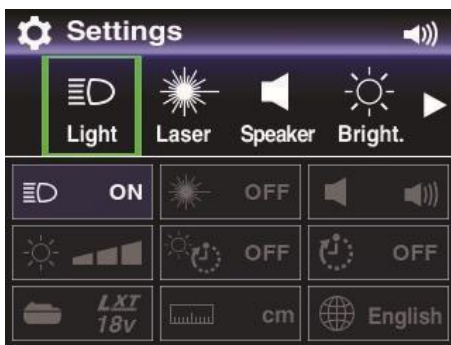 Settings
Light Laser Speaker Bright.
ON OFF
OFF OFF
LXT
18v cm English